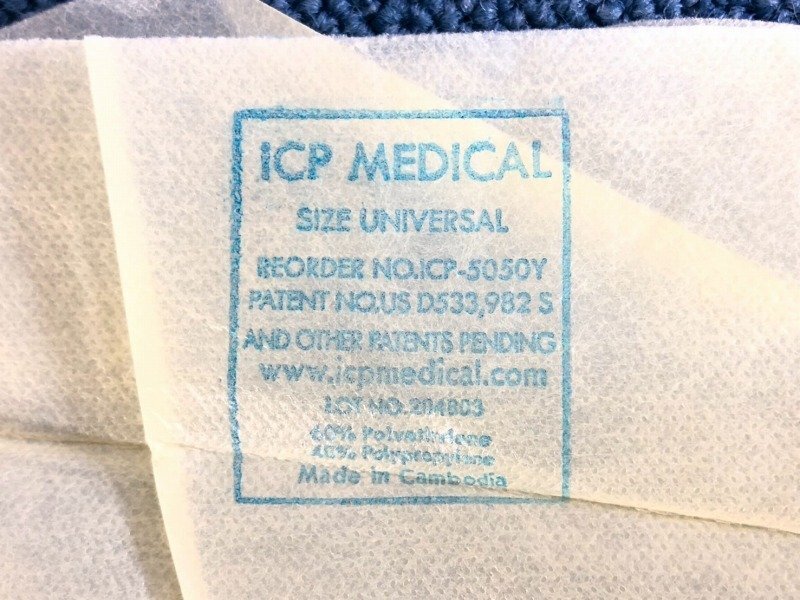 iCP MEDICAL
SIZE UNIVERSAL
REORDER NO.iCP-5050Y
PATENT NO.US D533,982 S
AND OTHER PATENTS PENDING
www.icpmedical.com
LOT NO.204803
60% Polyethylene
40% Polypropylene
Made in Cambodia